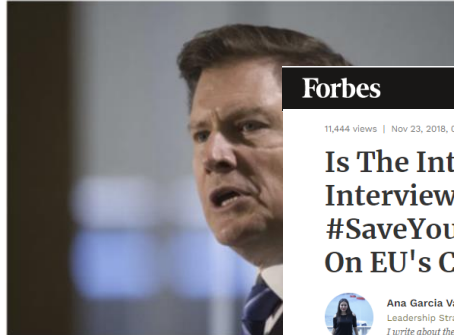 Forbes
11,444 views | Nov 23, 2018,
Is The Int
Interview
#SaveYou
On EU's C
Ana Garcia Va
Leadership Stra
I write about the